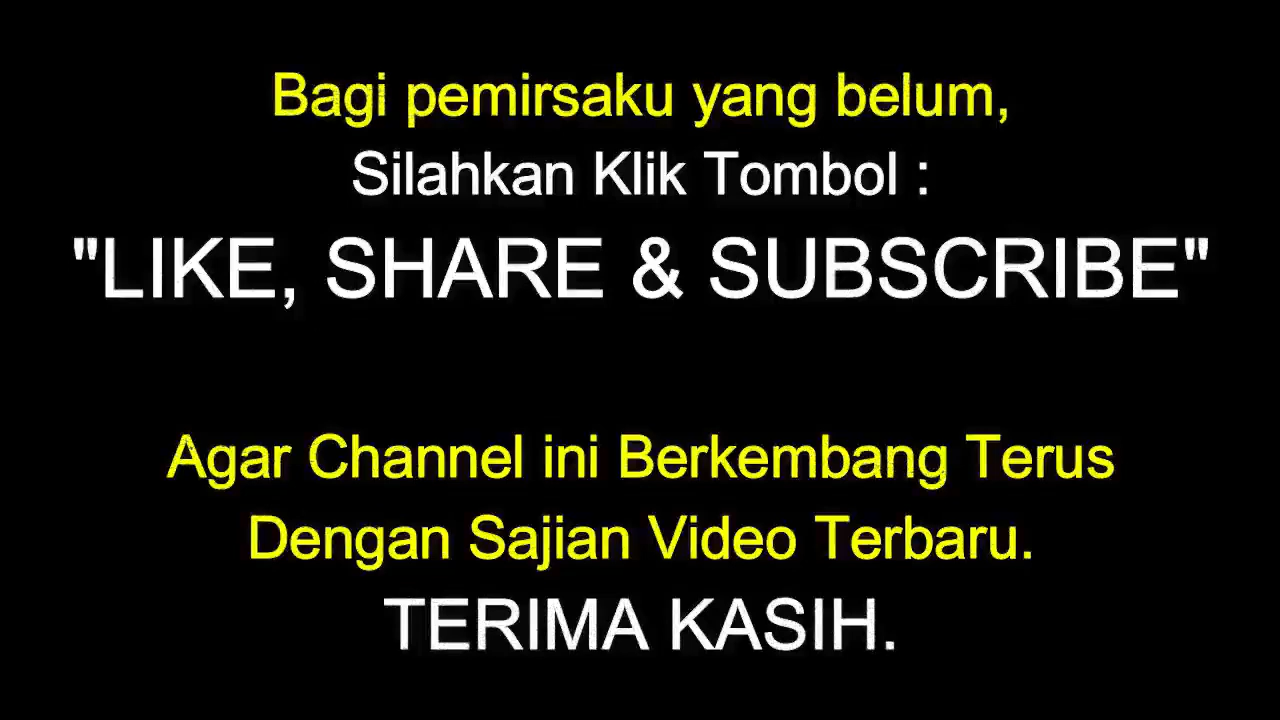 Bagi pemirsaku yang belum,
Silahkan Klik Tombol :
"LIKE, SHARE & SUBSCRIBE"
Agar Channel ini Berkembang Terus
Dengan Sajian Video Terbaru.
TERIMA KASIH.